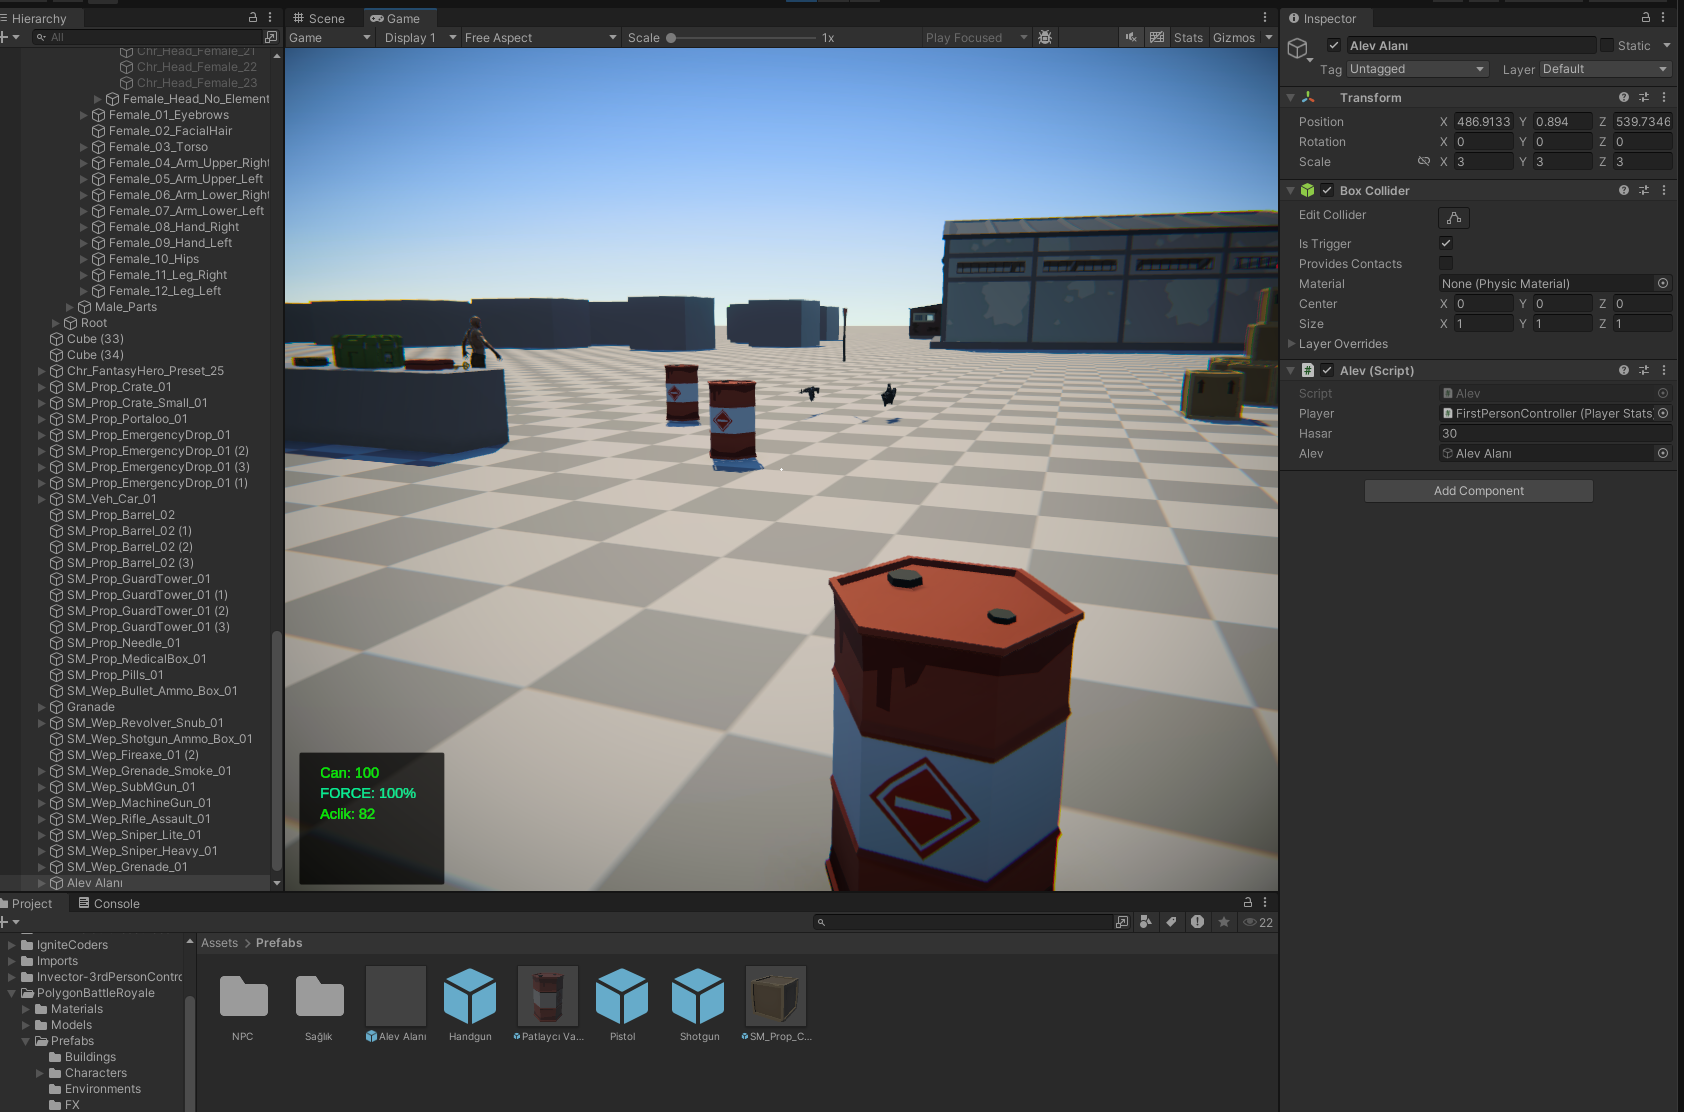 Hierarchy
All
Chr_Head_Female_21
Chr_Head_Female_22
Chr_Head_Female_23
Female_Head_No_Element
Female_01_Eyebrows
Female_02_FacialHair
Female_03_Torso
Female_04_Arm_Upper_Right
Female_05_Arm_Upper_Left
Female_06_Arm_Lower_Right
Female_07_Arm_Lower_Left
Female_08_Hand_Right
Female_09_Hand_Left
Female_10_Hips
Female_11_Leg_Right
Female_12_Leg_Left
Male_Parts
Root
Cube (33)
Cube (34)
Chr_FantasyHero_Preset_25
SM_Prop_Crate_01
SM_Prop_Crate_Small_01
SM_Prop_Portaloo_01
SM_Prop_EmergencyDrop_01
SM_Prop_EmergencyDrop_01 (2)
SM_Prop_EmergencyDrop_01 (3)
SM_Prop_EmergencyDrop_01 (1)
SM_Veh_Car_01
SM_Prop_Barrel_02
SM_Prop_Barrel_02 (1)
SM_Prop_Barrel_02 (2)
SM_Prop_Barrel_02 (3)
SM_Prop_GuardTower_01
SM_Prop_GuardTower_01 (1)
SM_Prop_GuardTower_01 (2)
SM_Prop_GuardTower_01 (3)
SM_Prop_Needle_01
SM_Prop_MedicalBox_01
SM_Prop_Pills_01
SM_Wep_Bullet_Ammo_Box_01
Granade
SM_Wep_Revolver_Snub_01
SM_Wep_Shotgun_Ammo_Box_01
SM_Wep_Fireaxe_01 (2)
SM_Wep_Grenade_Smoke_01
SM_Wep_SubMGun_01
SM_Wep_MachineGun_01
SM_Wep_Rifle_Assault_01
SM_Wep_Sniper_Lite_01
SM_Wep_Sniper_Heavy_01
SM_Wep_Grenade_01
Alev Alanı
Scene Game
Game Display 1 Free Aspect Scale 1x Play Focused Stats Gizmos
Can: 100
FORCE: 100%
Aclik: 82
Inspector
Alev Alanı Static
Tag Untagged Layer Default
Transform
Position X 486.9133 Y 0.894 Z 539.7346
Rotation X 0 Y 0 Z 0
Scale X 3 Y 3 Z 3
Box Collider
Edit Collider
Is Trigger
Provides Contacts
Material None (Physic Material)
Center X 0 Y 0 Z 0
Size X 1 Y 1 Z 1
Layer Overrides
Alev (Script)
Script Alev
Player FirstPersonController (Player Stats)
Hasar 30
Alev Alev Alanı
Add Component
Project Console
22
IgniteCoders
Imports
Invector-3rdPersonContro
PolygonBattleRoyale
Materials
Models
Prefabs
Buildings
Characters
Environments
FX
Assets > Prefabs
NPC Sağlık Alev Alanı Handgun Patlayıcı Va... Pistol Shotgun SM_Prop_C...